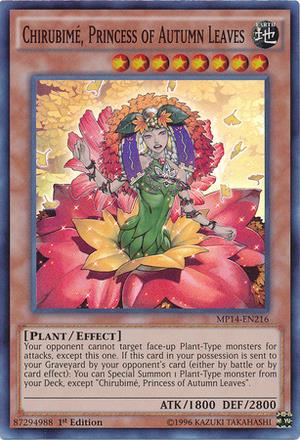 Chirubimé, Princess of Autumn Leaves
EARTH
地
MP14-EN216
[PLANT / EFFECT]
Your opponent cannot target face-up Plant-Type monsters for
attacks, except this one. If this card in your possession is sent to
your Graveyard by your opponent's card (either by battle or by
card effect): You can Special Summon 1 Plant-Type monster from
your Deck, except "Chirubimé, Princess of Autumn Leaves".
ATK/1800 DEF/2800
87294988 1st Edition ©1996 KAZUKI TAKAHASHI